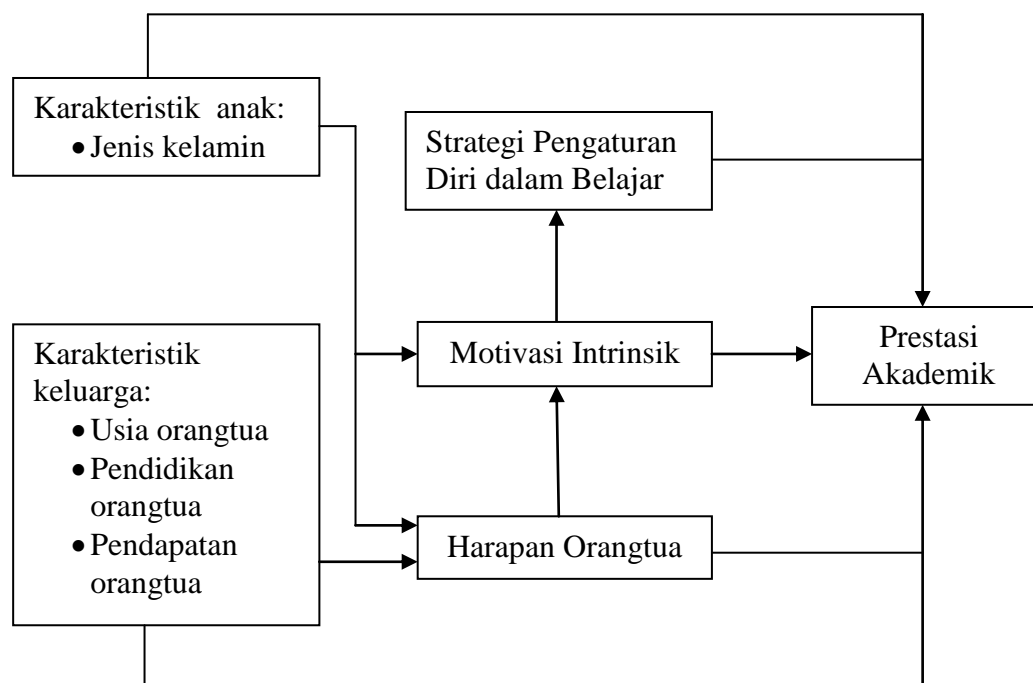 Karakteristik anak:
• Jenis kelamin
Strategi Pengaturan
Diri dalam Belajar
Karakteristik
keluarga:
• Usia orangtua
• Pendidikan
orangtua
• Pendapatan
orangtua
Motivasi Intrinsik
Harapan Orangtua
Prestasi
Akademik